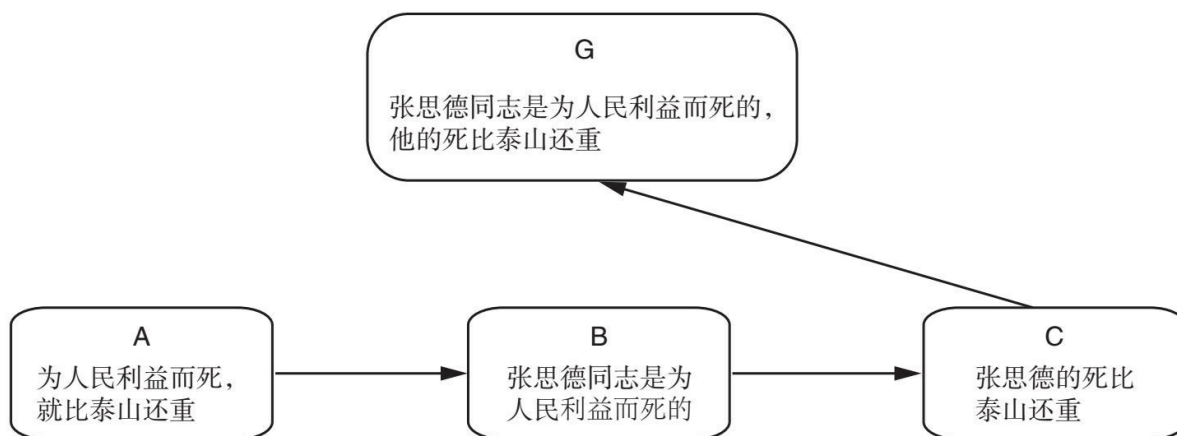 G
张思德同志是为人民利益而死的，
他的死比泰山还重
A
为人民利益而死，
就比泰山还重
B
张思德同志是为
人民利益而死的
C
张思德的死比
泰山还重